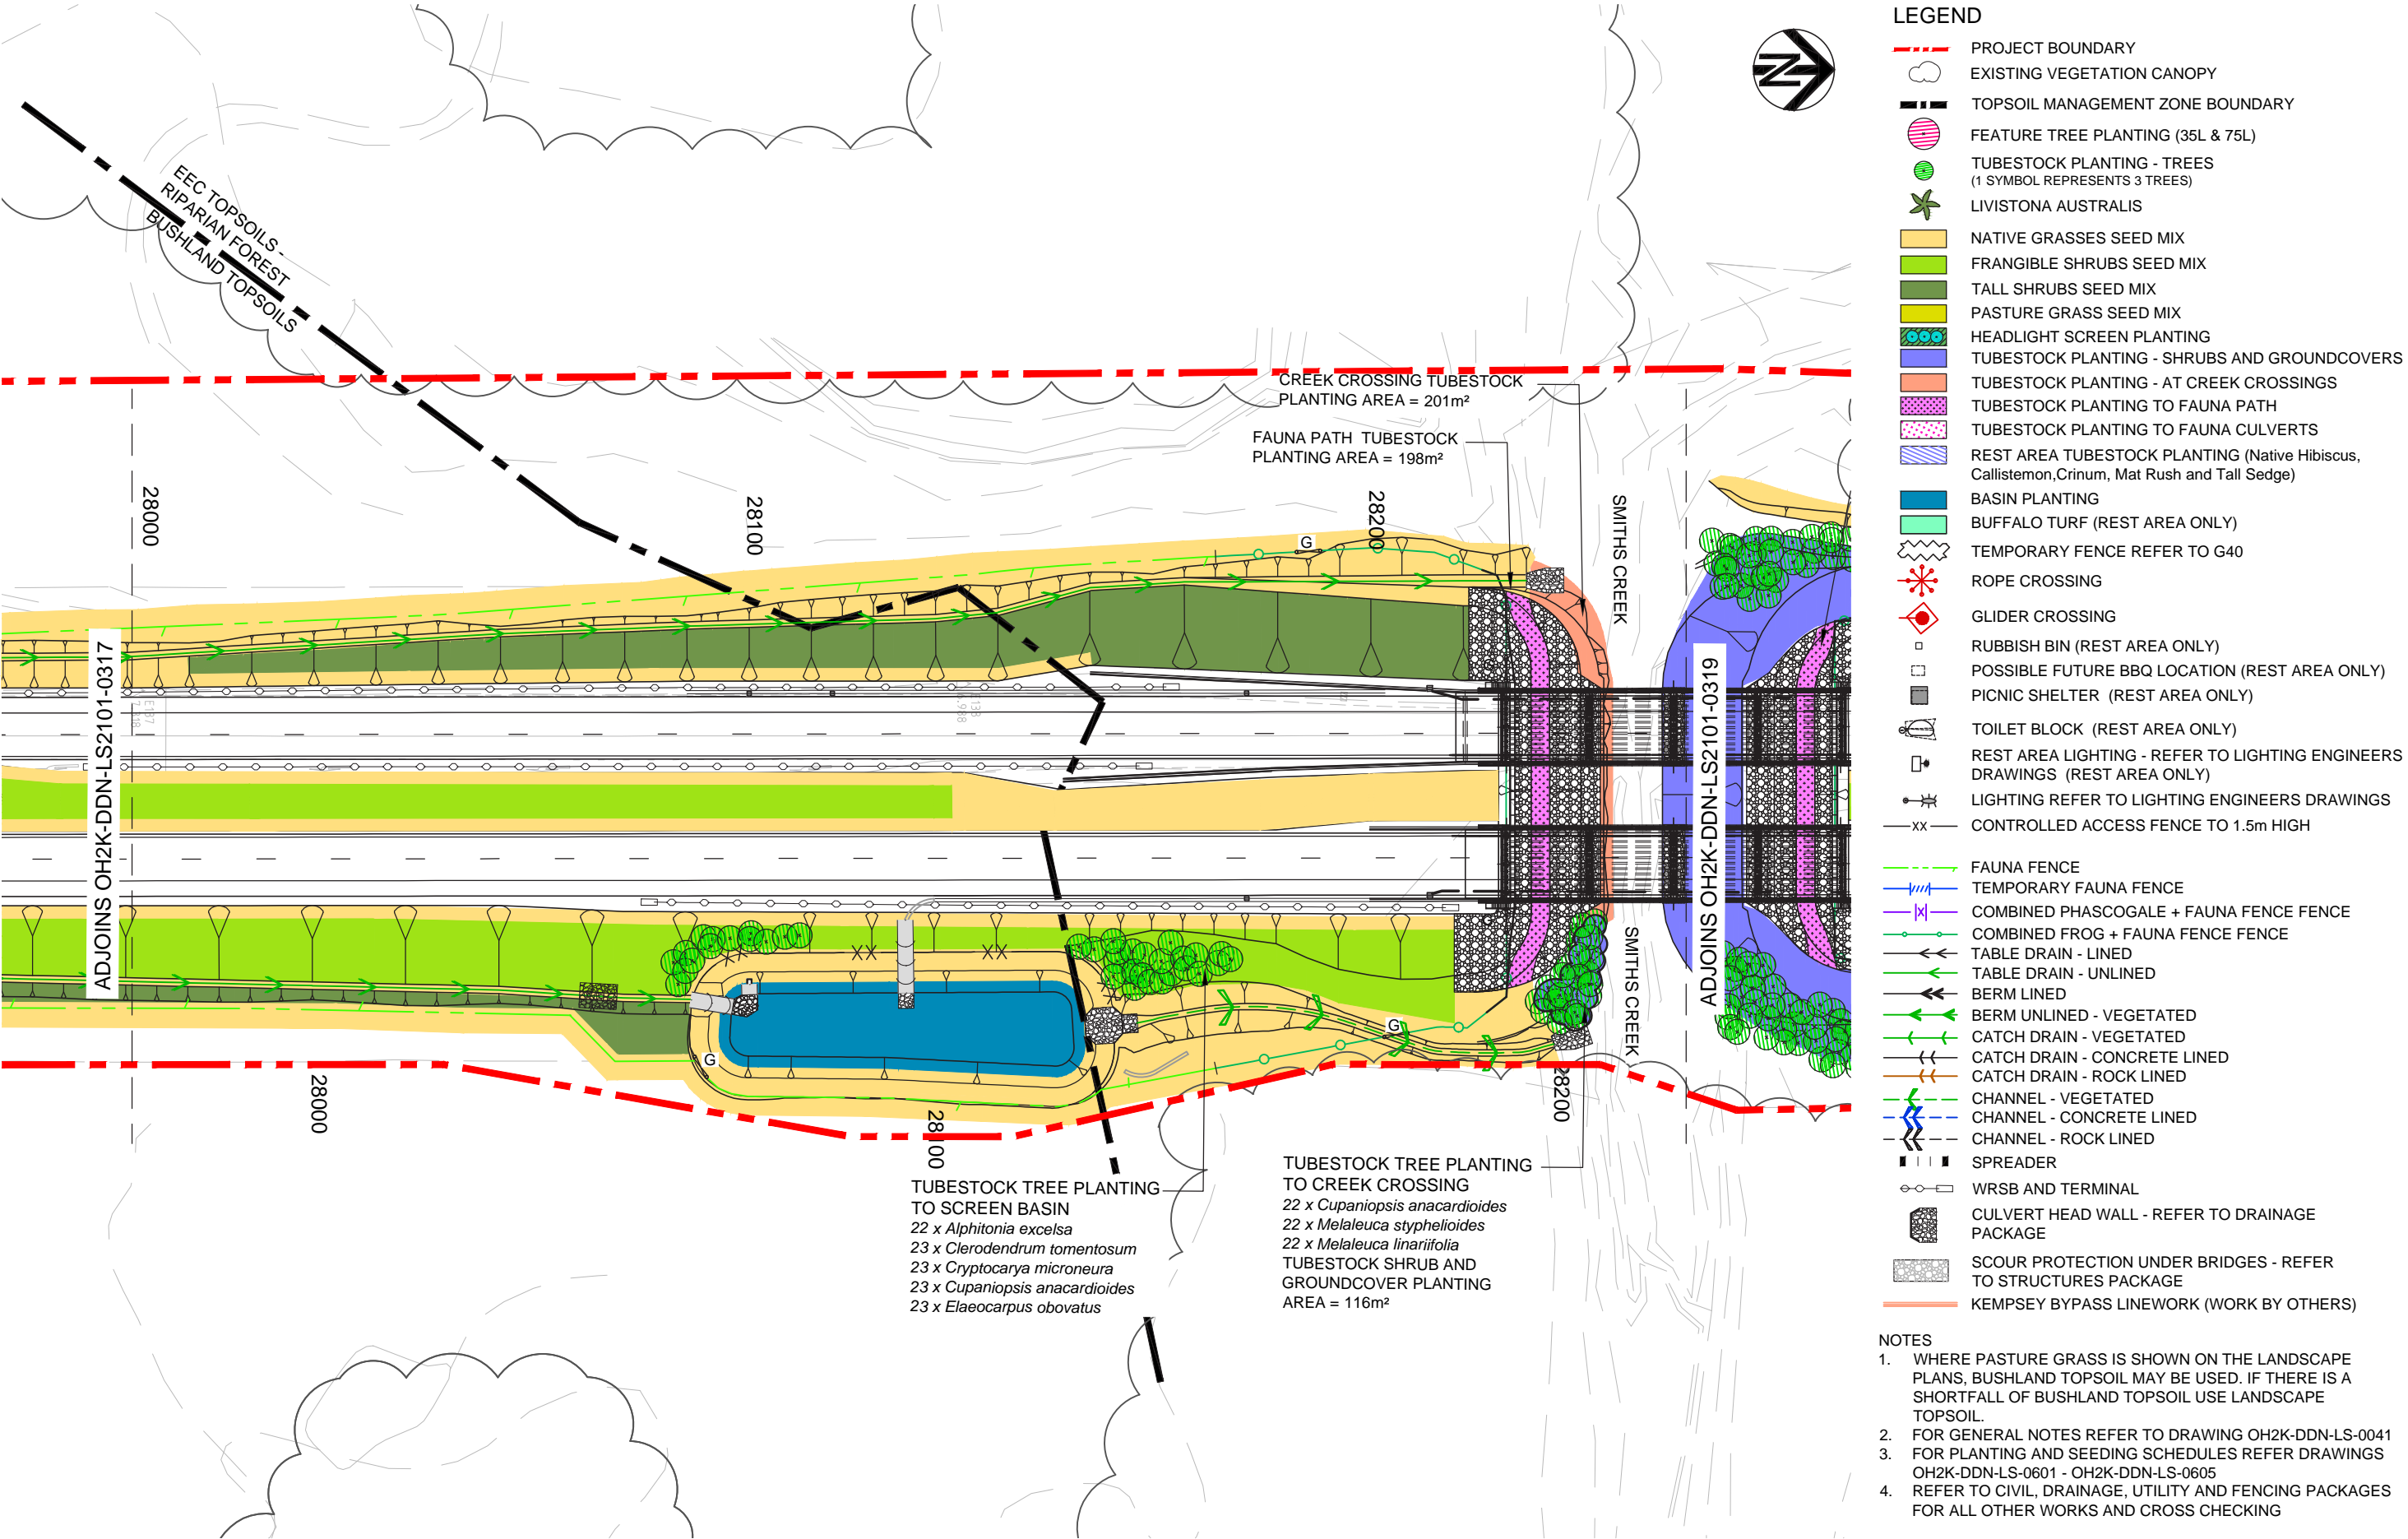 EEC TOPSOILS -
RIPARIAN FOREST
BUSHLAND TOPSOILS
N
CREEK CROSSING TUBESTOCK
PLANTING AREA = 201m²
FAUNA PATH TUBESTOCK
PLANTING AREA = 198m²
28000
28100
28200
SMITHS CREEK
G
ADJOINS OH2K-DDN-LS2101-0317
ADJOINS OH2K-DDN-LS2101-0319
XX
XX
G
G
SMITHS CREEK
28000
28100
28200
TUBESTOCK TREE PLANTING
TO SCREEN BASIN
22 x Alphitonia excelsa
23 x Clerodendrum tomentosum
23 x Cryptocarya microneura
23 x Cupaniopsis anacardioides
23 x Elaeocarpus obovatus
TUBESTOCK TREE PLANTING
TO CREEK CROSSING
22 x Cupaniopsis anacardioides
22 x Melaleuca styphelioides
22 x Melaleuca linariifolia
TUBESTOCK SHRUB AND
GROUNDCOVER PLANTING
AREA = 116m²
LEGEND
PROJECT BOUNDARY
EXISTING VEGETATION CANOPY
TOPSOIL MANAGEMENT ZONE BOUNDARY
FEATURE TREE PLANTING (35L & 75L)
TUBESTOCK PLANTING - TREES
(1 SYMBOL REPRESENTS 3 TREES)
LIVISTONA AUSTRALIS
NATIVE GRASSES SEED MIX
FRANGIBLE SHRUBS SEED MIX
TALL SHRUBS SEED MIX
PASTURE GRASS SEED MIX
HEADLIGHT SCREEN PLANTING
TUBESTOCK PLANTING - SHRUBS AND GROUNDCOVERS
TUBESTOCK PLANTING - AT CREEK CROSSINGS
TUBESTOCK PLANTING TO FAUNA PATH
TUBESTOCK PLANTING TO FAUNA CULVERTS
REST AREA TUBESTOCK PLANTING (Native Hibiscus,
Callistemon,Crinum, Mat Rush and Tall Sedge)
BASIN PLANTING
BUFFALO TURF (REST AREA ONLY)
TEMPORARY FENCE REFER TO G40
ROPE CROSSING
GLIDER CROSSING
RUBBISH BIN (REST AREA ONLY)
POSSIBLE FUTURE BBQ LOCATION (REST AREA ONLY)
PICNIC SHELTER (REST AREA ONLY)
TOILET BLOCK (REST AREA ONLY)
REST AREA LIGHTING - REFER TO LIGHTING ENGINEERS
DRAWINGS (REST AREA ONLY)
LIGHTING REFER TO LIGHTING ENGINEERS DRAWINGS
XX CONTROLLED ACCESS FENCE TO 1.5m HIGH
FAUNA FENCE
TEMPORARY FAUNA FENCE
COMBINED PHASCOGALE + FAUNA FENCE FENCE
COMBINED FROG + FAUNA FENCE FENCE
TABLE DRAIN - LINED
TABLE DRAIN - UNLINED
BERM LINED
BERM UNLINED - VEGETATED
CATCH DRAIN - VEGETATED
CATCH DRAIN - CONCRETE LINED
CATCH DRAIN - ROCK LINED
CHANNEL - VEGETATED
CHANNEL - CONCRETE LINED
CHANNEL - ROCK LINED
SPREADER
WRSB AND TERMINAL
CULVERT HEAD WALL - REFER TO DRAINAGE
PACKAGE
SCOUR PROTECTION UNDER BRIDGES - REFER
TO STRUCTURES PACKAGE
KEMPSEY BYPASS LINEWORK (WORK BY OTHERS)
NOTES
1. WHERE PASTURE GRASS IS SHOWN ON THE LANDSCAPE
PLANS, BUSHLAND TOPSOIL MAY BE USED. IF THERE IS A
SHORTFALL OF BUSHLAND TOPSOIL USE LANDSCAPE
TOPSOIL.
2. FOR GENERAL NOTES REFER TO DRAWING OH2K-DDN-LS-0041
3. FOR PLANTING AND SEEDING SCHEDULES REFER DRAWINGS
OH2K-DDN-LS-0601 - OH2K-DDN-LS-0605
4. REFER TO CIVIL, DRAINAGE, UTILITY AND FENCING PACKAGES
FOR ALL OTHER WORKS AND CROSS CHECKING